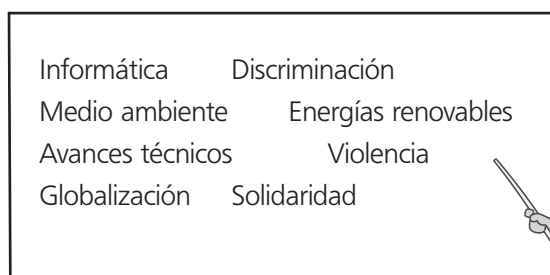 Informática Discriminación
Medio ambiente Energías renovables
Avances técnicos Violencia
Globalización Solidaridad